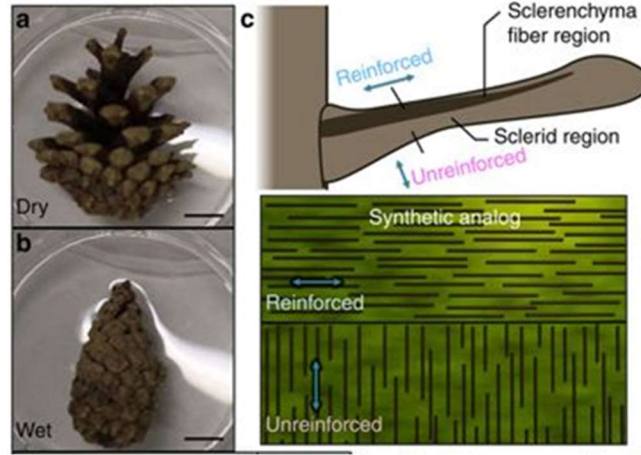 a
Dry
b
Wet
c
Sclerenchyma
fiber region
Reinforced
Sclerid region
Unreinforced
Synthetic analog
Reinforced
Unreinforced